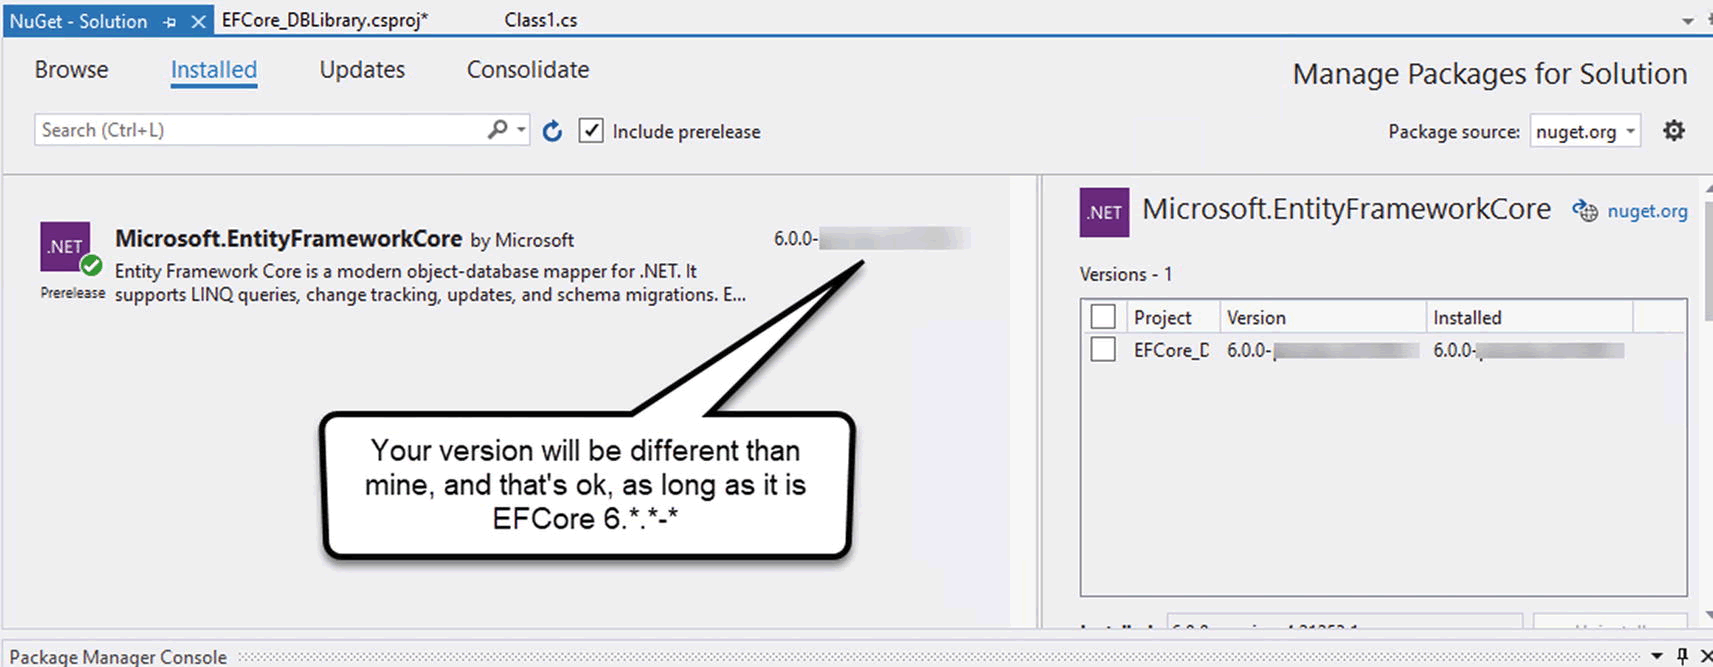 NuGet - Solution
EFCore_DBLibrary.csproj*
Class1.cs
Browse
Installed
Updates
Consolidate
Manage Packages for Solution
Search (Ctrl+L)
Include prerelease
Package source:
nuget.org
.NET
Prerelease
Microsoft.EntityFrameworkCore by Microsoft
6.0.0-
Entity Framework Core is a modern object-database mapper for .NET. It
supports LINQ queries, change tracking, updates, and schema migrations. E...
Your version will be different than
mine, and that's ok, as long as it is
EFCore 6.*.*-*
.NET
Microsoft.EntityFrameworkCore
nuget.org
Versions - 1
Project Version Installed
EFCore_D 6.0.0- 6.0.0-
Package Manager Console